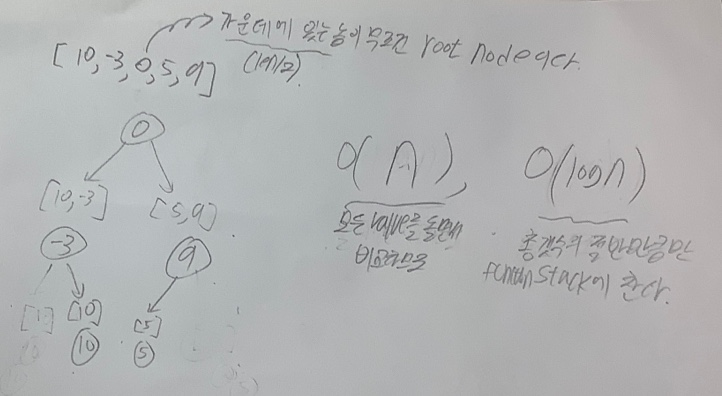 가운데에 있는 놈이 무조건 root node이다.
[10, -3, 0, 5, 9] (len/2)
0
[10, -3] [5, 9]
-3 9
[ ] [10] [5]
10 5
O(n), O(logn)
모든 value를 돌면서
비교하므로
총 갯수의 절반만큼만
function stack에 찬다.